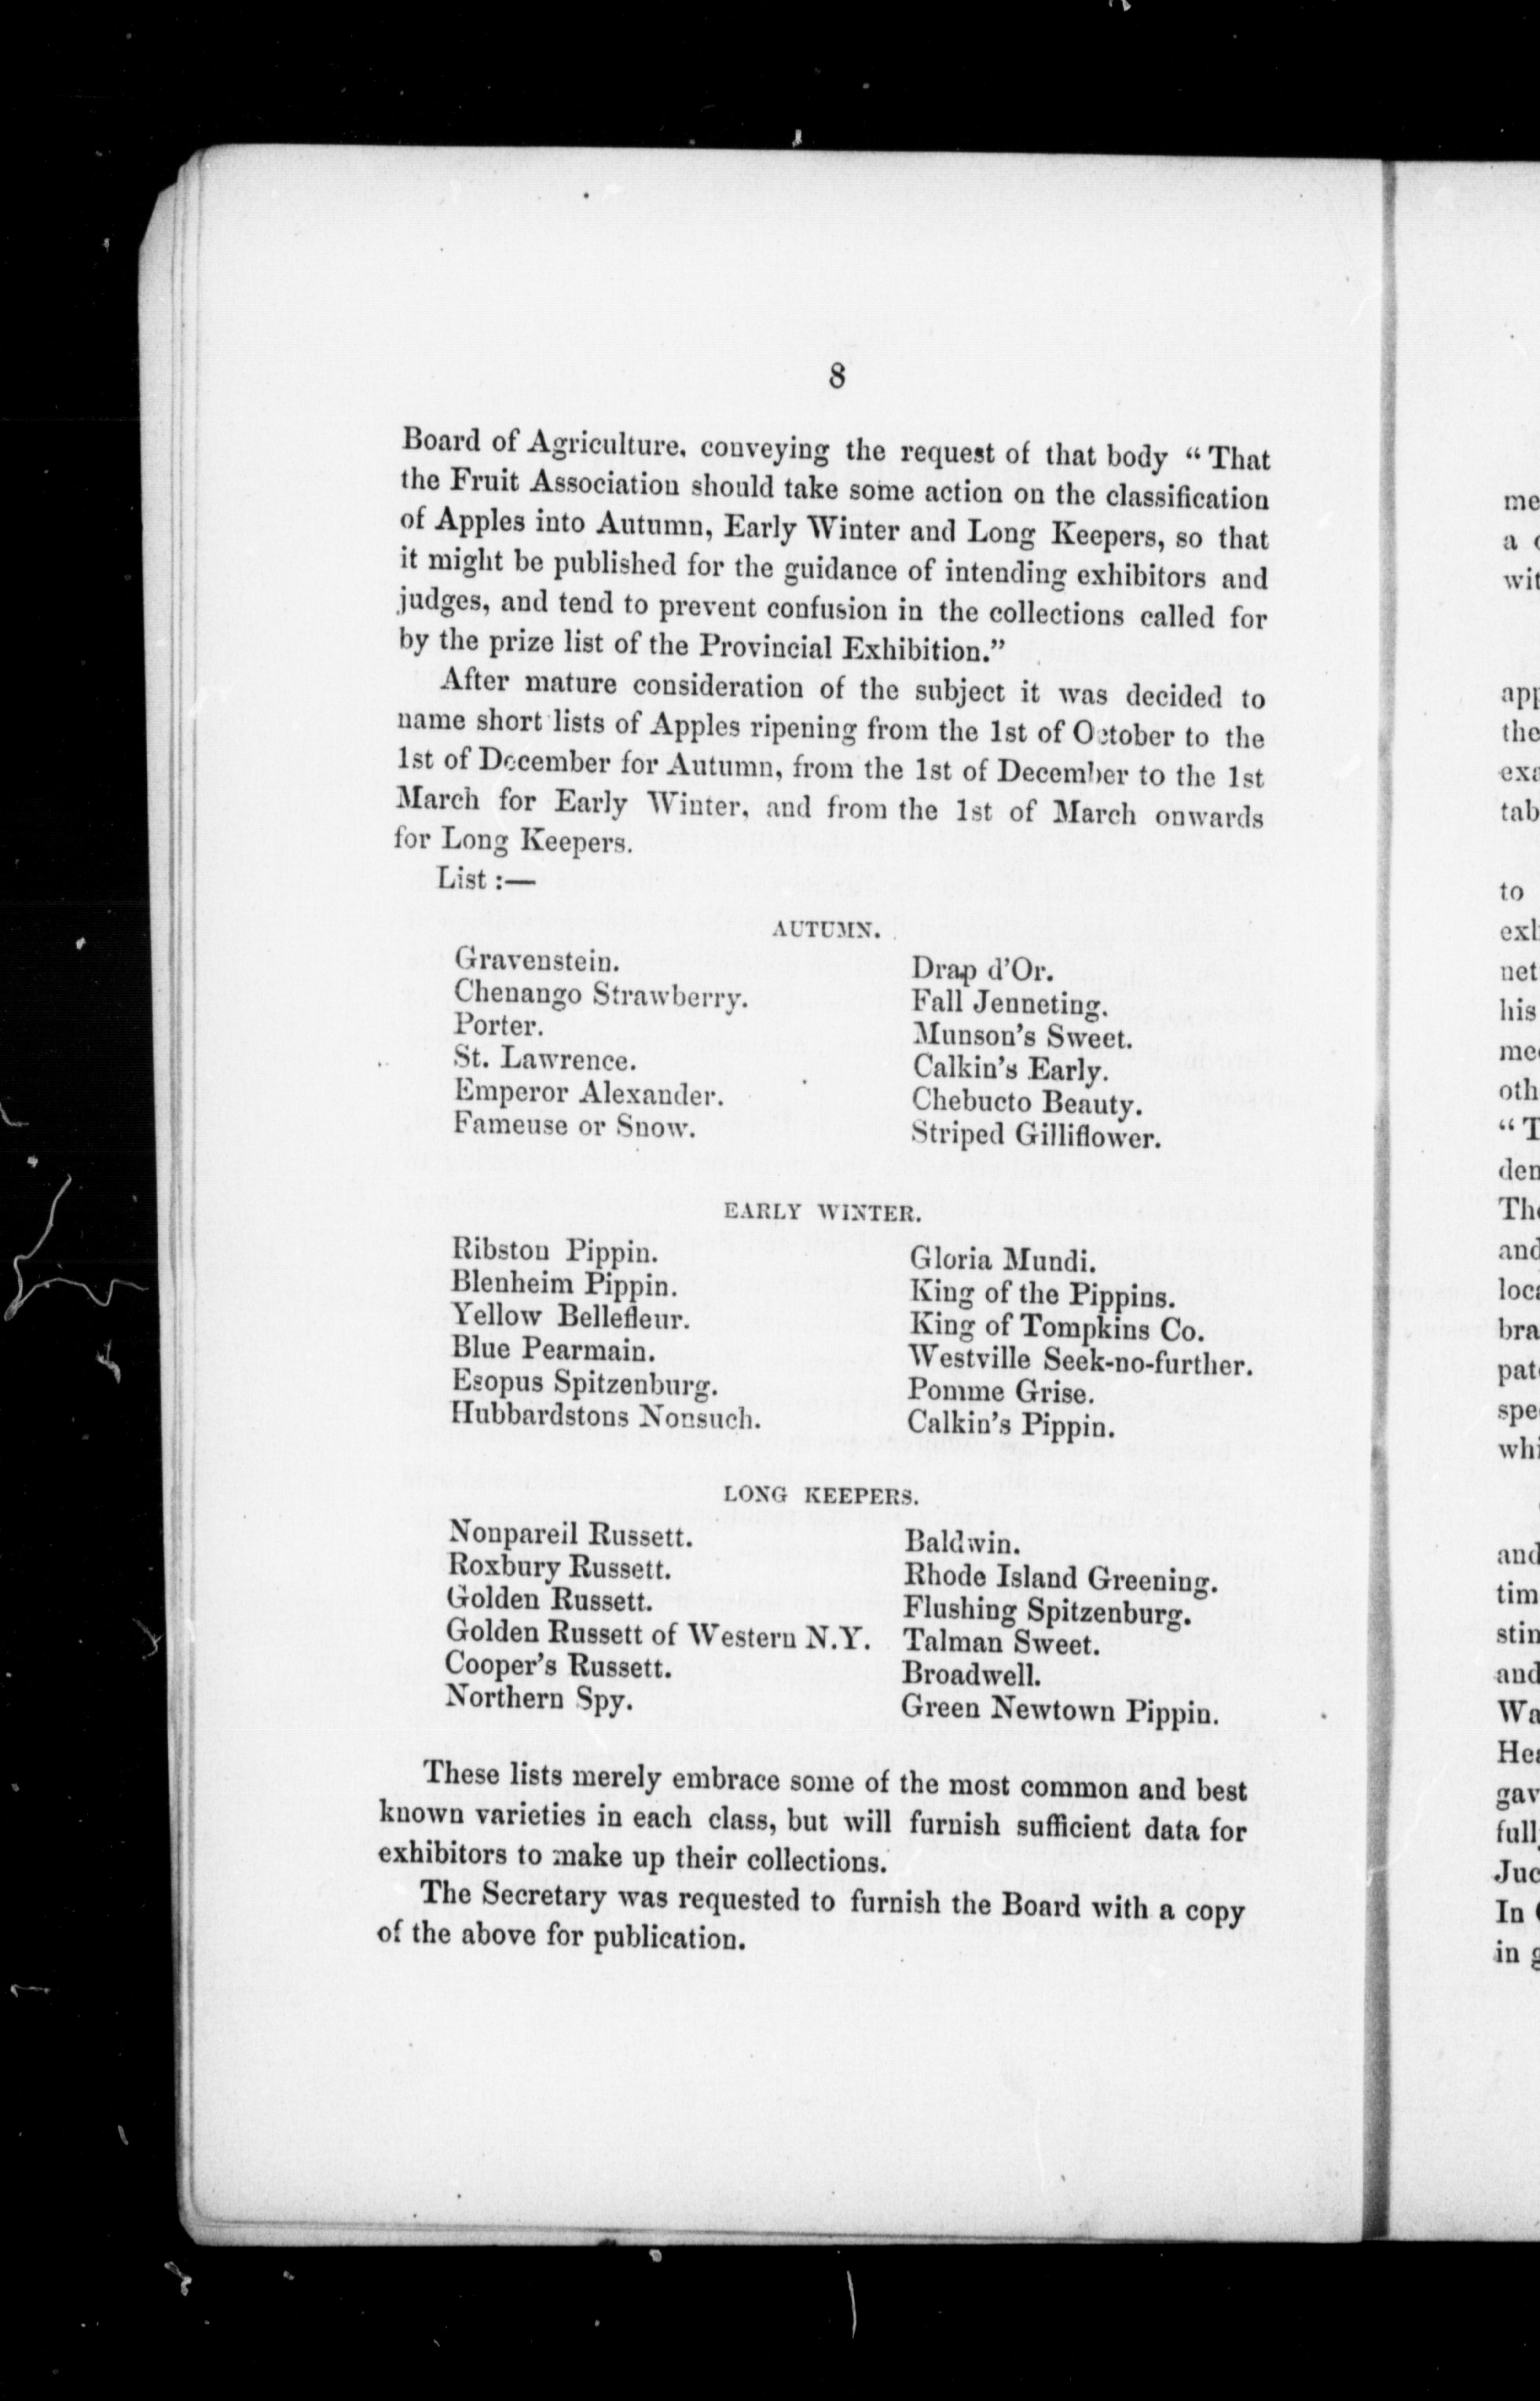 8
Board of Agriculture, conveying the request of that body “ That
the Fruit Association should take some action on the classification
of Apples into Autumn, Early Winter and Long Keepers, so that
it might be published for the guidance of intending exhibitors and
judges, and tend to prevent confusion in the collections called for
by the prize list of the Provincial Exhibition.”
After mature consideration of the subject it was decided to
name short lists of Apples ripening from the 1st of October to the
1st of December for Autumn, from the 1st of December to the 1st
March for Early Winter, and from the 1st of March onwards
for Long Keepers.
List :—
AUTUMN.
Gravenstein.
Chenango Strawberry.
Porter.
St. Lawrence.
Emperor Alexander.
Fameuse or Snow.
Drap d’Or.
Fall Jenneting.
Munson’s Sweet.
Calkin’s Early.
Chebucto Beauty.
Striped Gilliflower.
EARLY WINTER.
Ribston Pippin.
Blenheim Pippin.
Yellow Bellefleur.
Blue Pearmain.
Esopus Spitzenburg.
Hubbardstons Nonsuch.
Gloria Mundi.
King of the Pippins.
King of Tompkins Co.
Westville Seek-no-further.
Pomme Grise.
Calkin’s Pippin.
LONG KEEPERS.
Nonpareil Russett.
Roxbury Russett.
Golden Russett.
Golden Russett of Western N.Y.
Cooper’s Russett.
Northern Spy.
Baldwin.
Rhode Island Greening.
Flushing Spitzenburg.
Talman Sweet.
Broadwell.
Green Newtown Pippin.
These lists merely embrace some of the most common and best
known varieties in each class, but will furnish sufficient data for
exhibitors to make up their collections.
The Secretary was requested to furnish the Board with a copy
of the above for publication.
to
his
and
and
In
in